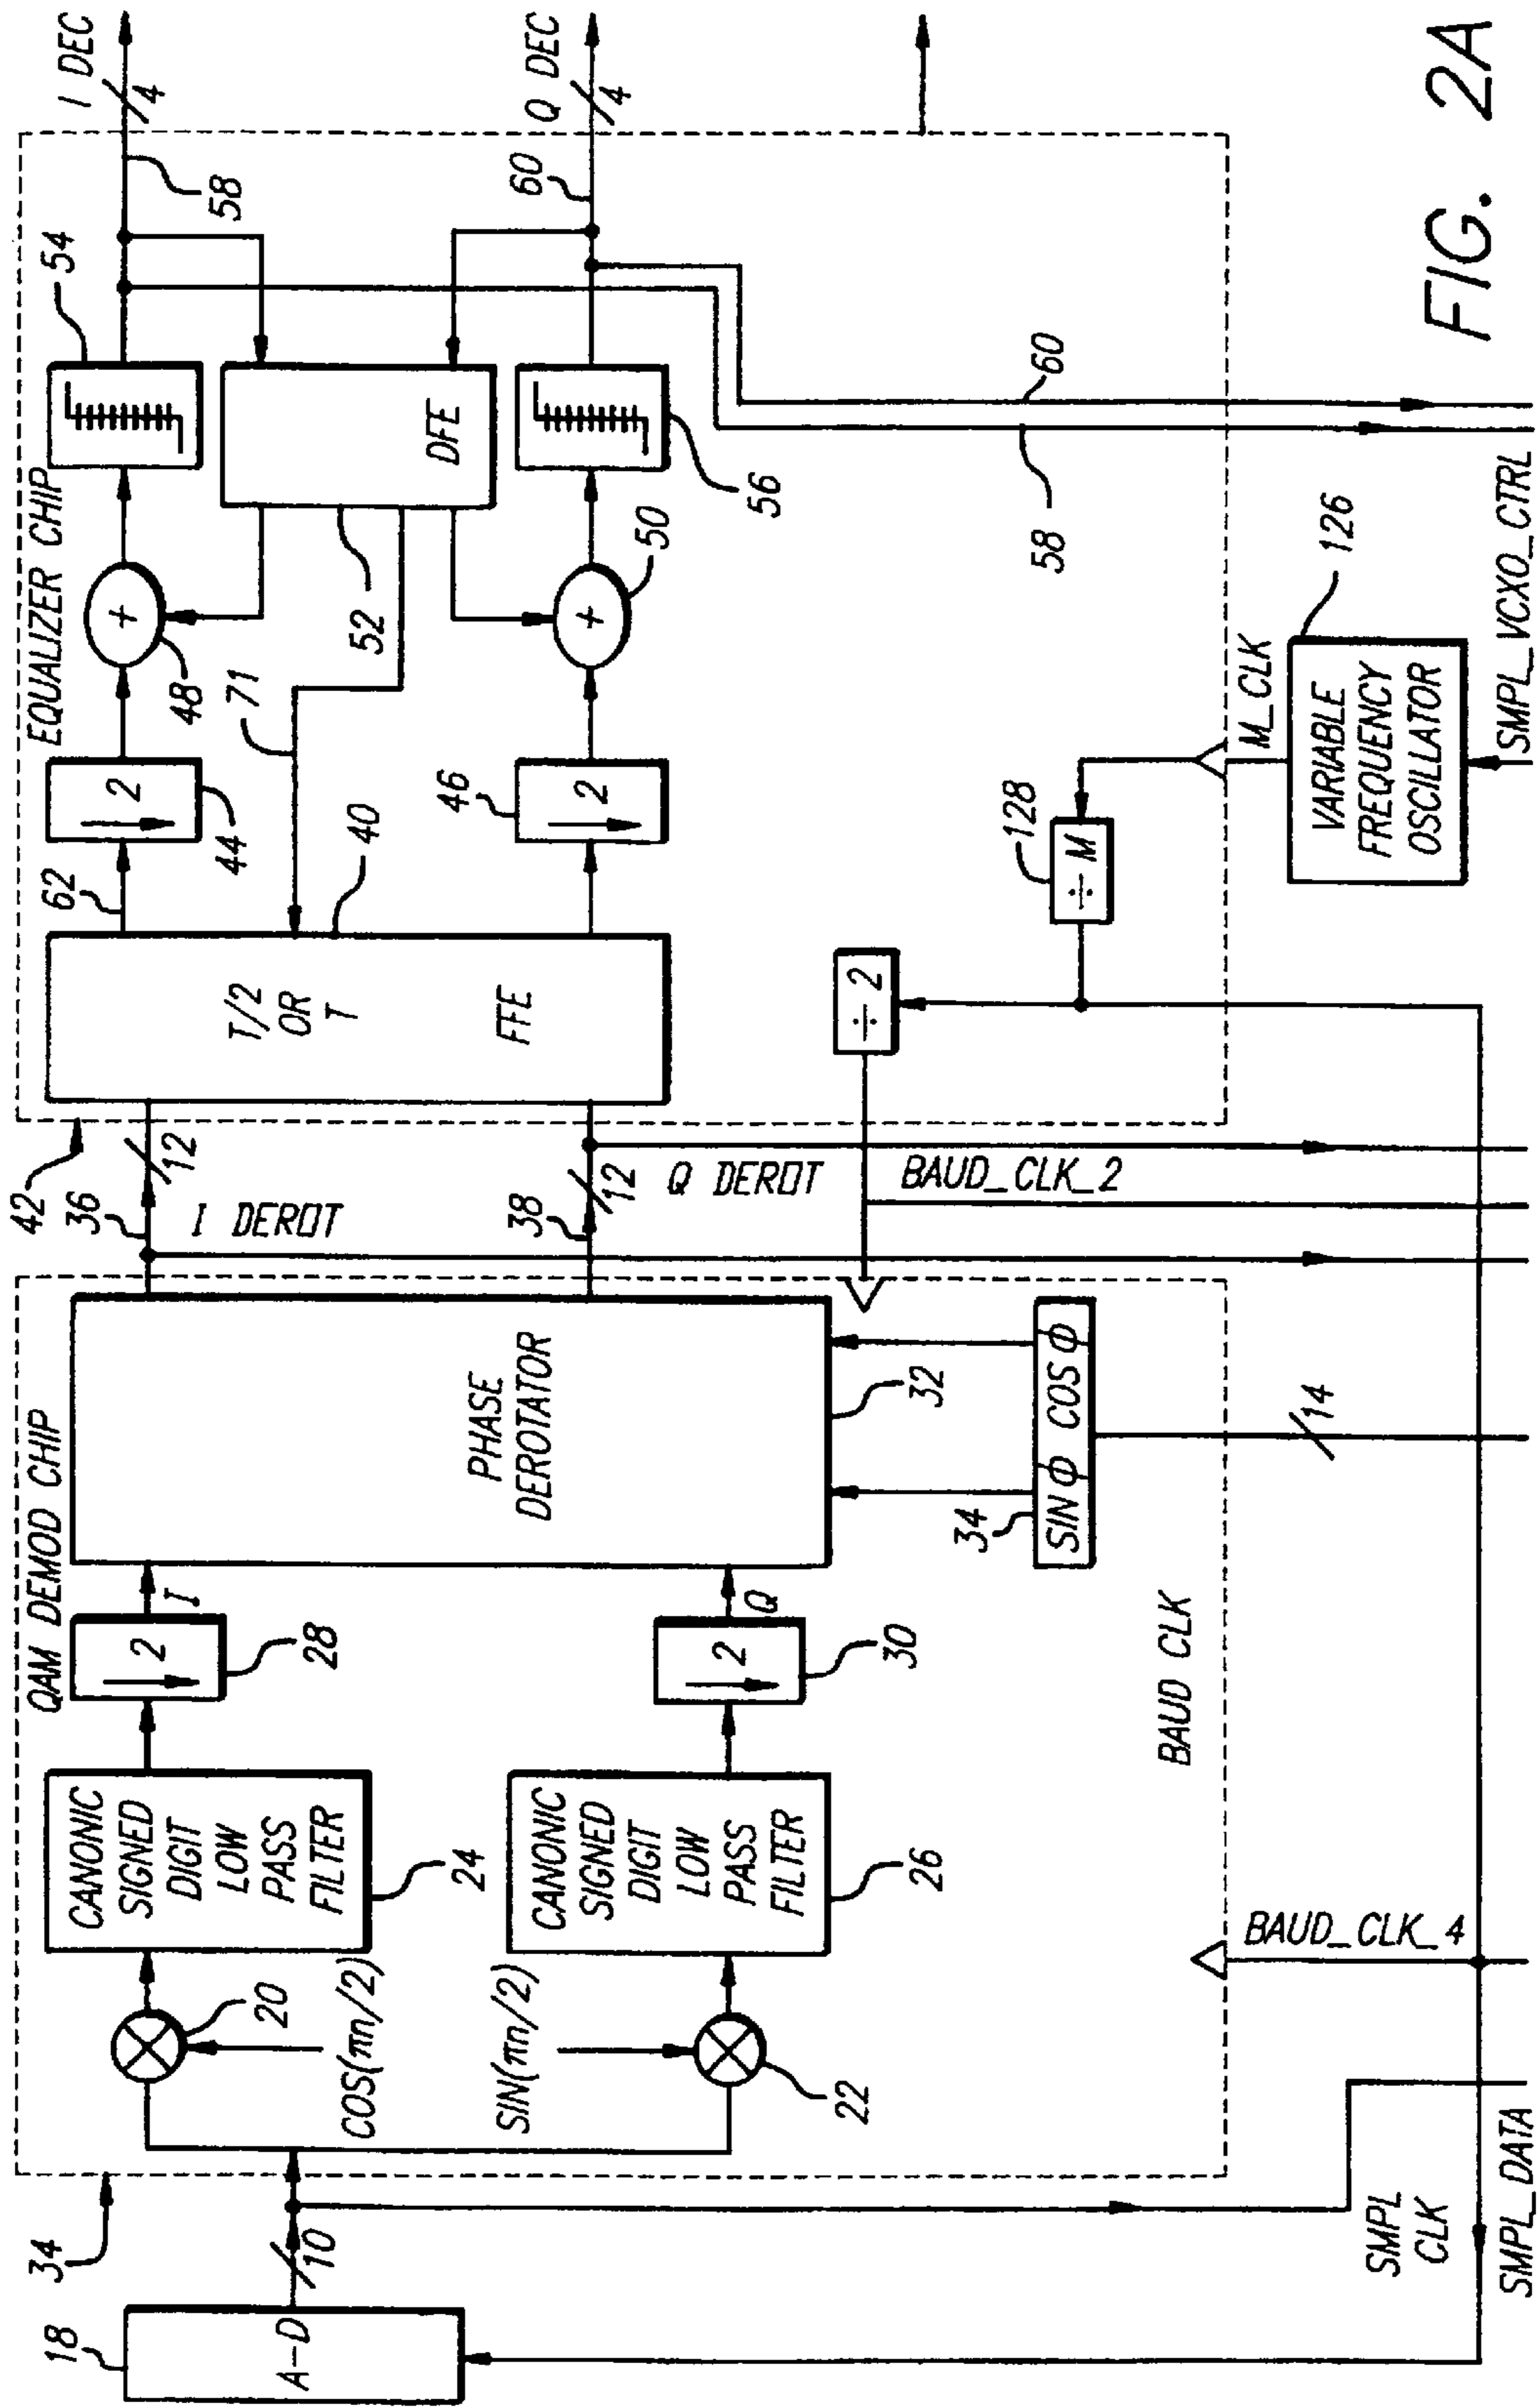 34
QAM DEMOD CHIP
42
EQUALIZER CHIP
18
A-D
10
20
COS(πn/2)
SIN(πn/2)
22
CANONIC
SIGNED
DIGIT
LOW
PASS
FILTER
24
CANONIC
SIGNED
DIGIT
LOW
PASS
FILTER
26
2
28
I
2
30
Q
PHASE
DEROTATOR
32
34
SIN ϕ COS ϕ
14
BAUD CLK
36
12
I DEROT
38
12
Q DEROT
T/2
OR
T
FFE
40
62
2
44
46
2
71
+
48
+
50
52
DFE
54
56
58
I DEC
4
60
Q DEC
4
BAUD_CLK_2
÷ 2
128
÷ M
M_CLK
VARIABLE
FREQUENCY
OSCILLATOR
126
SMPL_VCXO_CTRL
58
60
BAUD_CLK_4
SMPL
CLK
SMPL_DATA
FIG. 2A